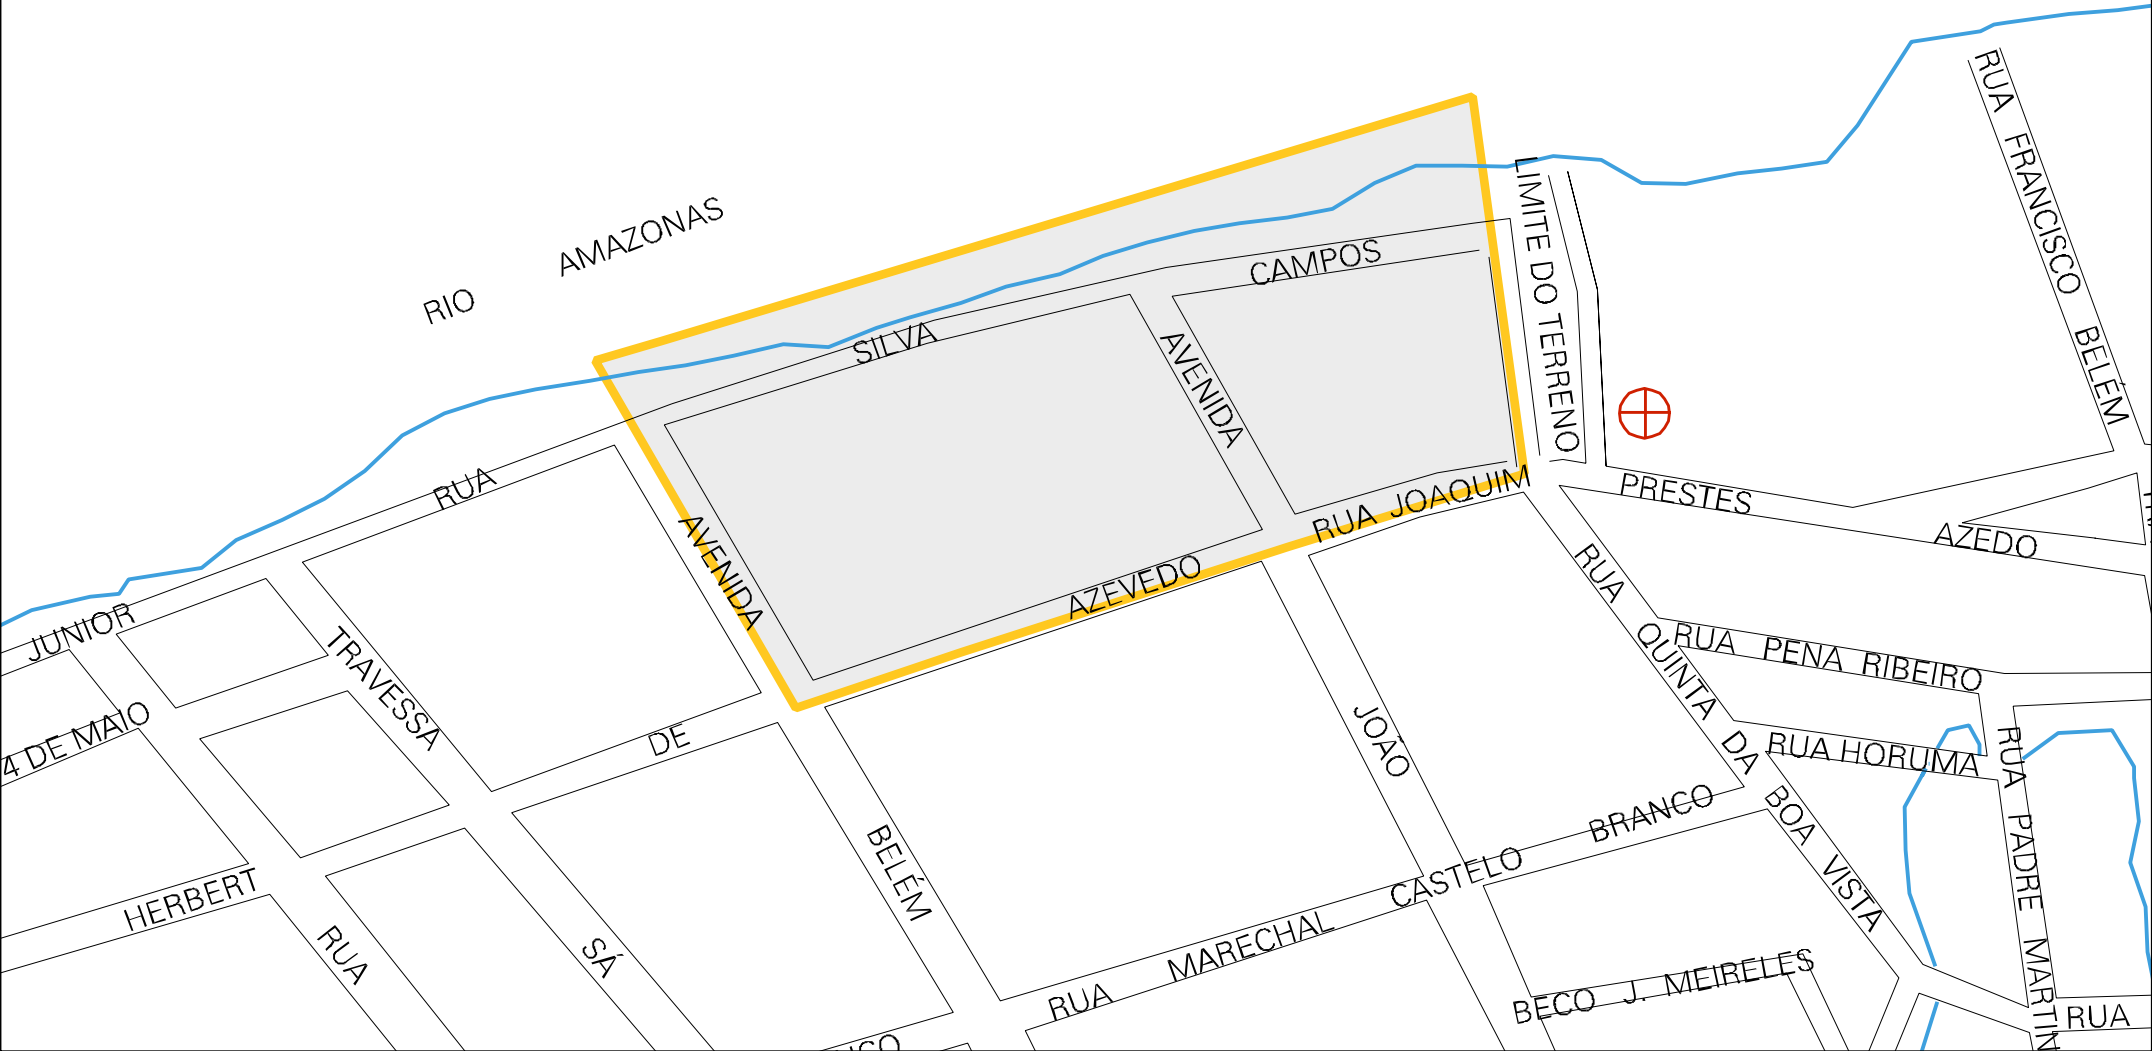 RUA FRANCISCO BELÉM
RIO AMAZONAS
LIMITE DO TERRENO
RUA SILVA CAMPOS
JUNIOR
AVENIDA
AVENIDA
RUA JOAQUIM
AZEVEDO
DE
PRESTES
AZEDO
TRAVESSA
4 DE MAIO
RUA QUINTA DA BOA VISTA
RUA PENA RIBEIRO
RUA HORUMA
RUA PADRE MARTIN
JOAO
BELÉM
HERBERT
RUA
SÁ
RUA MARECHAL CASTELO BRANCO
BECO J. MEIRELES
RUA